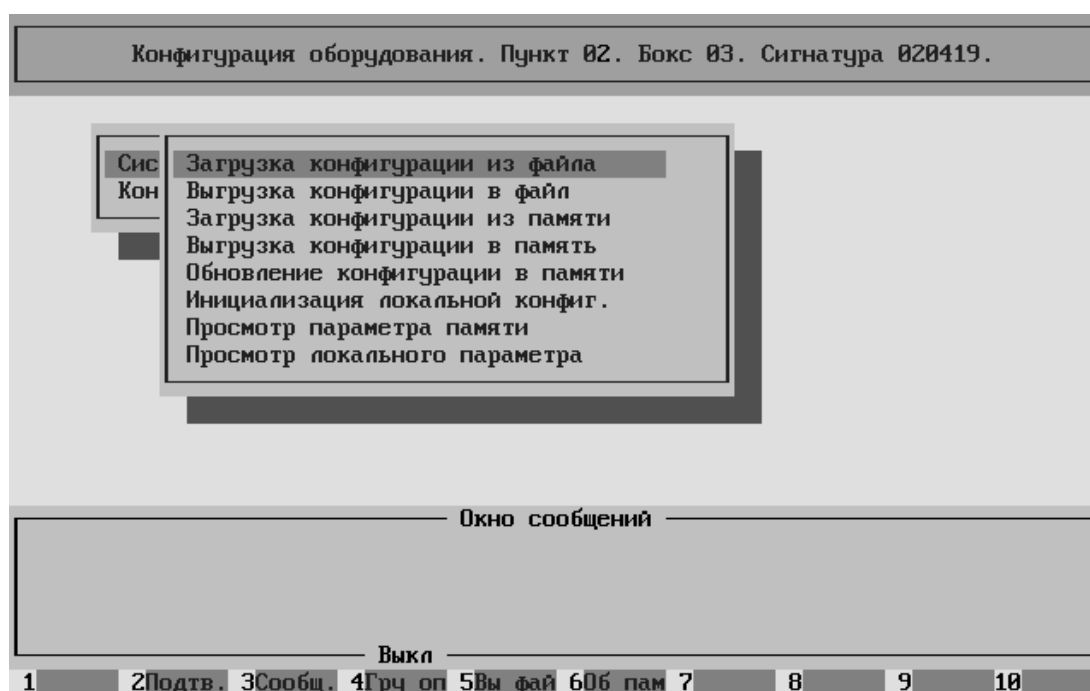 Конфигурация оборудования. Пункт 02. Бокс 03. Сигнатура 020419.
Сис
Кон
Загрузка конфигурации из файла
Выгрузка конфигурации в файл
Загрузка конфигурации из памяти
Выгрузка конфигурации в память
Обновление конфигурации в памяти
Инициализация локальной конфиг.
Просмотр параметра памяти
Просмотр локального параметра
Окно сообщений
Выкл
1 2Подтв. 3Сообщ. 4Гру оп 5Вы фай 6Об пам 7 8 9 10